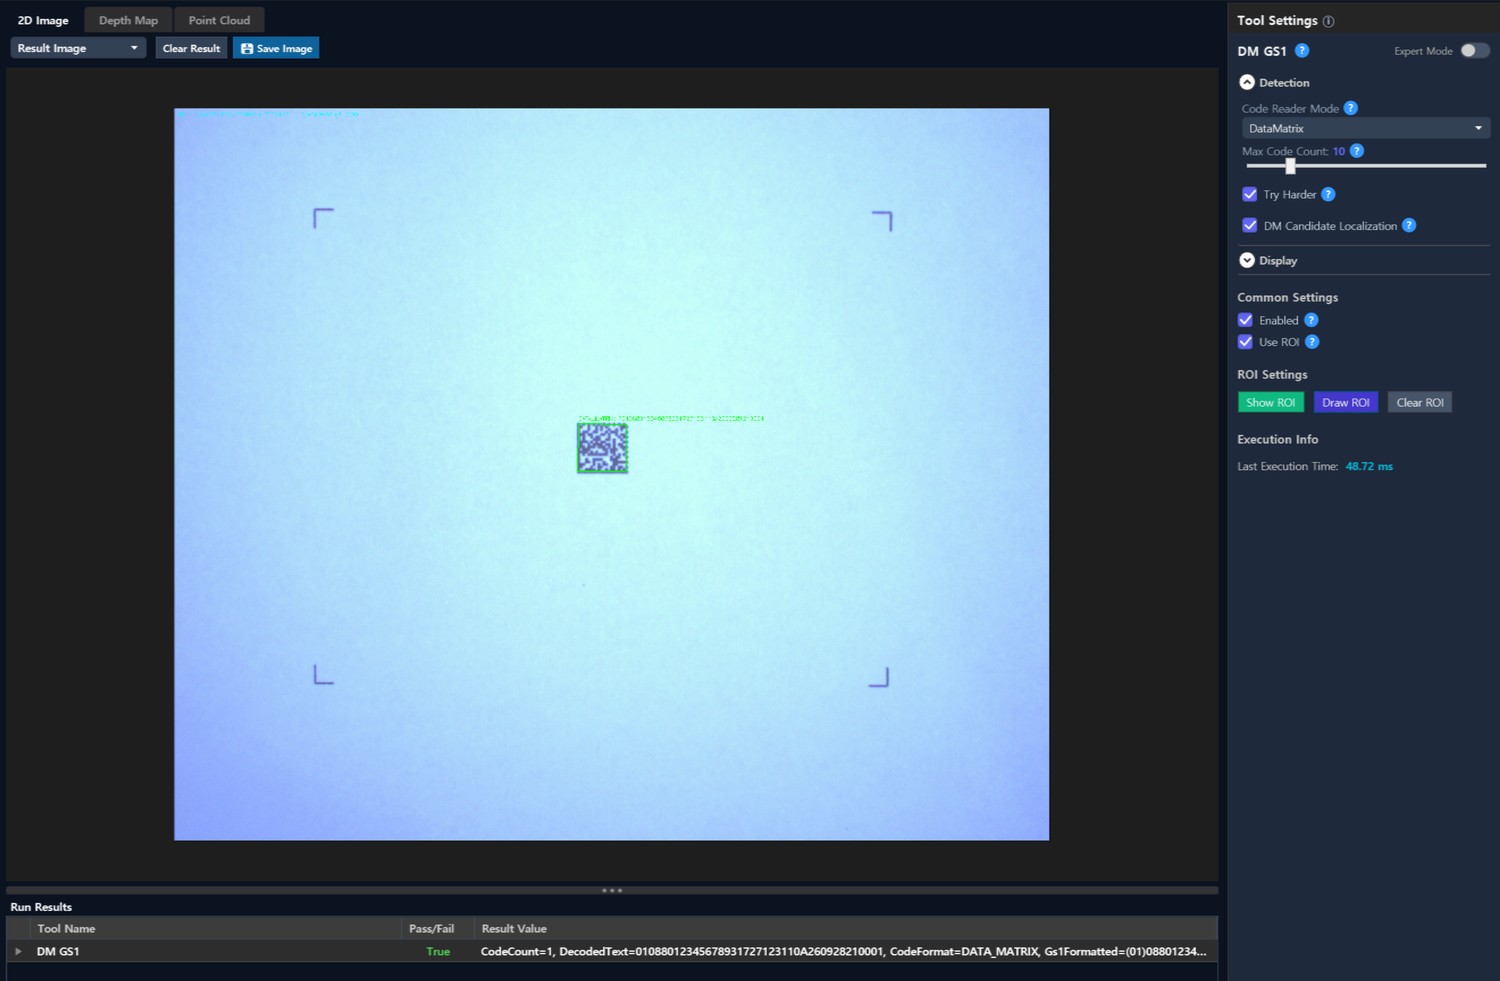 2D Image
Depth Map
Point Cloud
Result Image
Clear Result
Save Image
Tool Settings
DM GS1
Expert Mode
Detection
Code Reader Mode
DataMatrix
Max Code Count: 10
Try Harder
DM Candidate Localization
Display
Common Settings
Enabled
Use ROI
ROI Settings
Show ROI
Draw ROI
Clear ROI
Execution Info
Last Execution Time: 48.72 ms
Run Results
Tool Name Pass/Fail Result Value
DM GS1 True CodeCount=1, DecodedText=01088012345678931727123110A260928210001, CodeFormat=DATA_MATRIX, Gs1Formatted=(01)08801234...